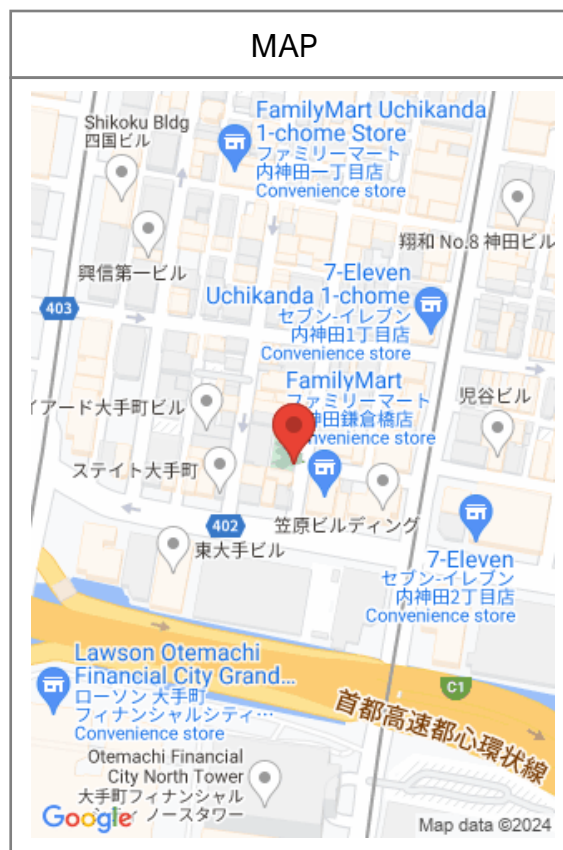 MAP
Shikoku Bldg
四国ビル
FamilyMart Uchikanda
1-chome Store
ファミリーマート
内神田一丁目店
Convenience store
翔和 No.8 神田ビル
興信第一ビル
7-Eleven
Uchikanda 1-chome
セブン-イレブン
内神田1丁目店
Convenience store
403
FamilyMart
ファミリーマート
神田鎌倉橋店
nvenience store
イアード大手町ビル
児谷ビル
ステイト大手町
笠原ビルディング
402
東大手ビル
7-Eleven
セブン-イレブン
内神田2丁目店
Convenience store
Lawson Otemachi
Financial City Grand...
ローソン 大手町
フィナンシャルシティ…
Convenience store
C1
首都高速都心環状線
Otemachi Financial
City North Tower
大手町フィナンシャル
ノースタワー
Google
Map data ©2024